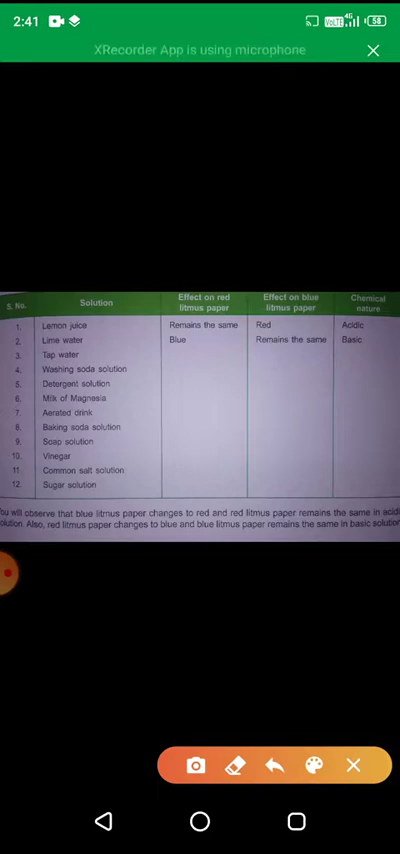 2:41 VoLTE 4G 58
XRecorder App is using microphone
S. No. Solution Effect on red litmus paper Effect on blue litmus paper Chemical nature
1. Lemon juice Remains the same Red Acidic
2. Lime water Blue Remains the same Basic
3. Tap water
4. Washing soda solution
5. Detergent solution
6. Milk of Magnesia
7. Aerated drink
8. Baking soda solution
9. Soap solution
10. Vinegar
11 Common salt solution
12. Sugar solution
ou will observe that blue litmus paper changes to red and red litmus paper remains the same in acidi
olution. Also, red litmus paper changes to blue and blue litmus paper remains the same in basic solution